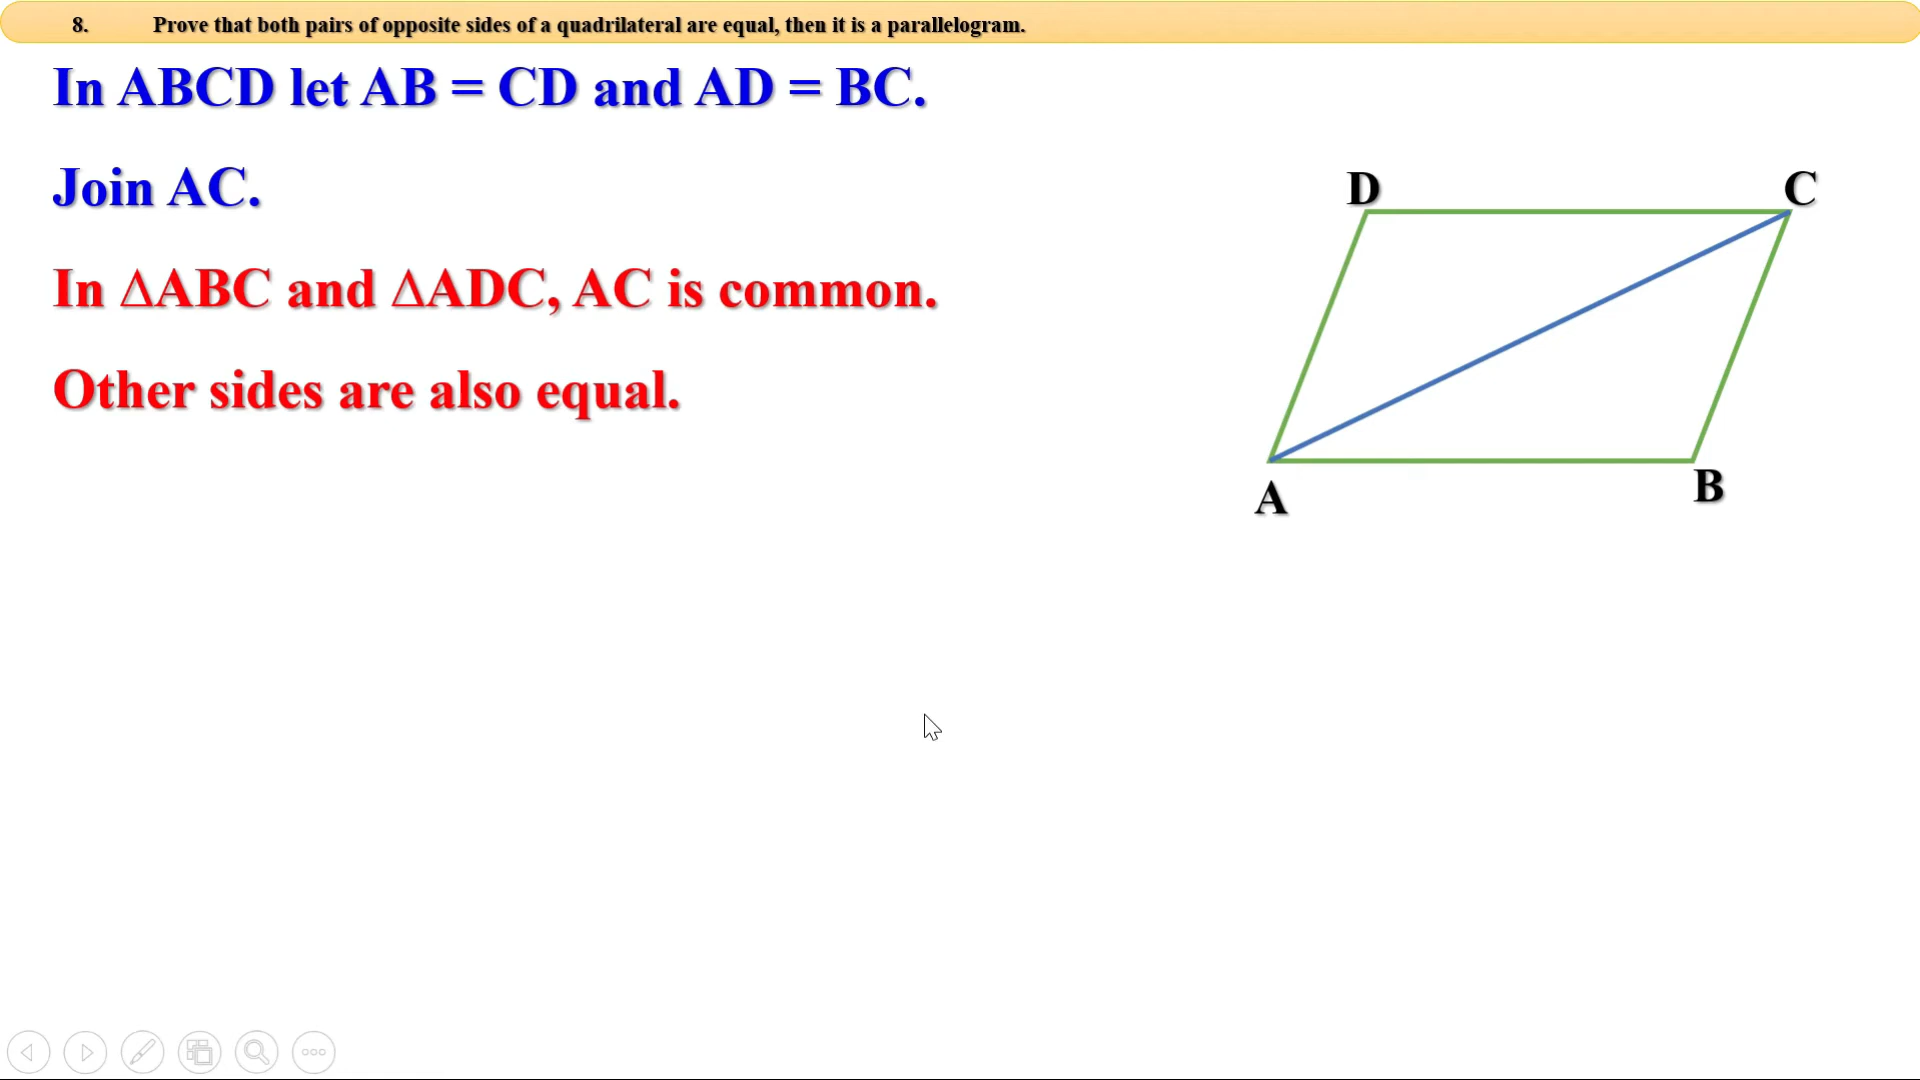 8. Prove that both pairs of opposite sides of a quadrilateral are equal, then it is a parallelogram.
In ABCD let AB = CD and AD = BC.
Join AC.
In ΔABC and ΔADC, AC is common.
Other sides are also equal.
D
C
A
B